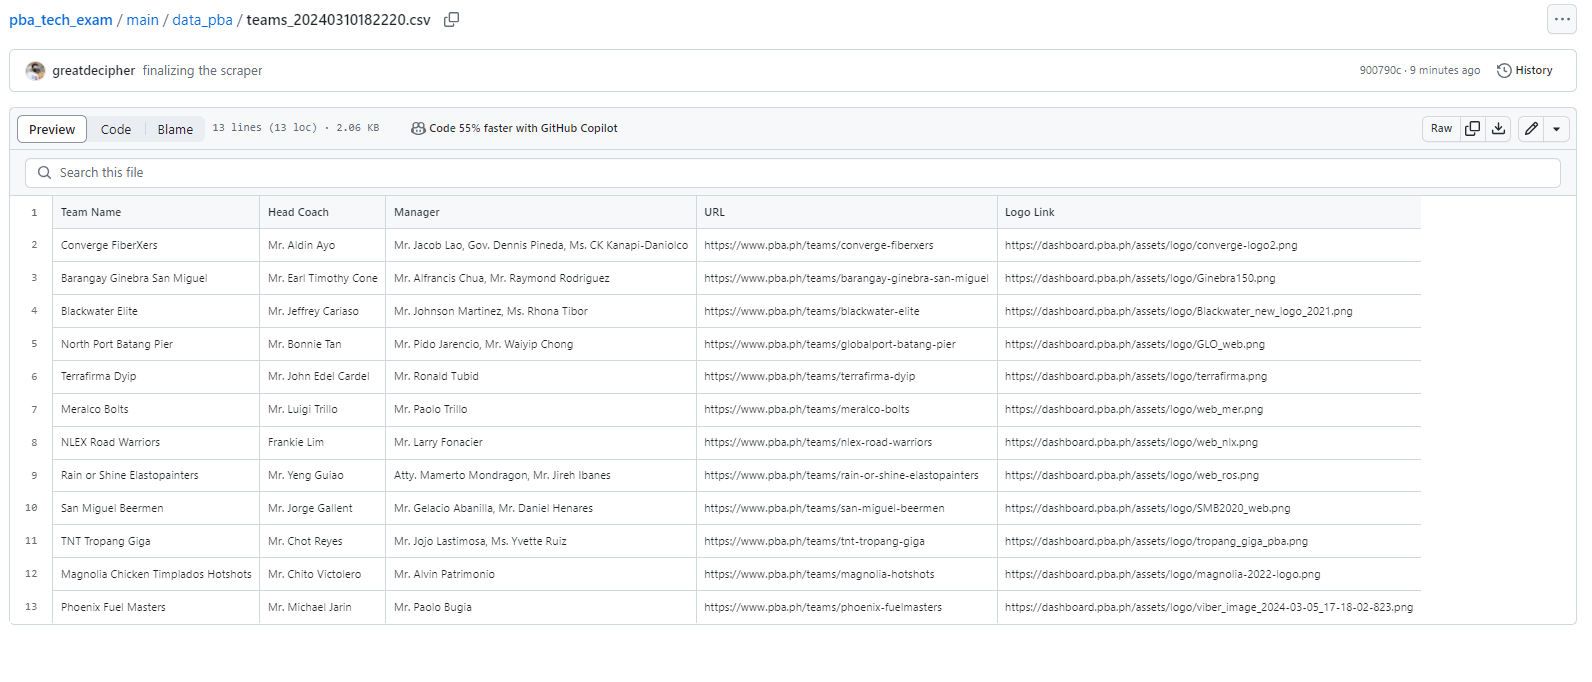 pba_tech_exam / main / data_pba / teams_20240310182220.csv
greatdecipher finalizing the scraper 900790c · 9 minutes ago History
Preview Code Blame 13 lines (13 loc) · 2.06 KB Code 55% faster with GitHub Copilot Raw
Search this file
1 Team Name Head Coach Manager URL Logo Link
2 Converge FiberXers Mr. Aldin Ayo Mr. Jacob Lao, Gov. Dennis Pineda, Ms. CK Kanapi-Daniolco https://www.pba.ph/teams/converge-fiberxers https://dashboard.pba.ph/assets/logo/converge-logo2.png
3 Barangay Ginebra San Miguel Mr. Earl Timothy Cone Mr. Alfrancis Chua, Mr. Raymond Rodriguez https://www.pba.ph/teams/barangay-ginebra-san-miguel https://dashboard.pba.ph/assets/logo/Ginebra150.png
4 Blackwater Elite Mr. Jeffrey Cariaso Mr. Johnson Martinez, Ms. Rhona Tibor https://www.pba.ph/teams/blackwater-elite https://dashboard.pba.ph/assets/logo/Blackwater_new_logo_2021.png
5 North Port Batang Pier Mr. Bonnie Tan Mr. Pido Jarencio, Mr. Waiyip Chong https://www.pba.ph/teams/globalport-batang-pier https://dashboard.pba.ph/assets/logo/GLO_web.png
6 Terrafirma Dyip Mr. John Edel Cardel Mr. Ronald Tubid https://www.pba.ph/teams/terrafirma-dyip https://dashboard.pba.ph/assets/logo/terrafirma.png
7 Meralco Bolts Mr. Luigi Trillo Mr. Paolo Trillo https://www.pba.ph/teams/meralco-bolts https://dashboard.pba.ph/assets/logo/web_mer.png
8 NLEX Road Warriors Frankie Lim Mr. Larry Fonacier https://www.pba.ph/teams/nlex-road-warriors https://dashboard.pba.ph/assets/logo/web_nlx.png
9 Rain or Shine Elastopainters Mr. Yeng Guiao Atty. Mamerto Mondragon, Mr. Jireh Ibanes https://www.pba.ph/teams/rain-or-shine-elastopainters https://dashboard.pba.ph/assets/logo/web_ros.png
10 San Miguel Beermen Mr. Jorge Gallent Mr. Gelacio Abanilla, Mr. Daniel Henares https://www.pba.ph/teams/san-miguel-beermen https://dashboard.pba.ph/assets/logo/SMB2020_web.png
11 TNT Tropang Giga Mr. Chot Reyes Mr. Jojo Lastimosa, Ms. Yvette Ruiz https://www.pba.ph/teams/tnt-tropang-giga https://dashboard.pba.ph/assets/logo/tropang_giga_pba.png
12 Magnolia Chicken Timplados Hotshots Mr. Chito Victolero Mr. Alvin Patrimonio https://www.pba.ph/teams/magnolia-hotshots https://dashboard.pba.ph/assets/logo/magnolia-2022-logo.png
13 Phoenix Fuel Masters Mr. Michael Jarin Mr. Paolo Bugia https://www.pba.ph/teams/phoenix-fuelmasters https://dashboard.pba.ph/assets/logo/viber_image_2024-03-05_17-18-02-823.png